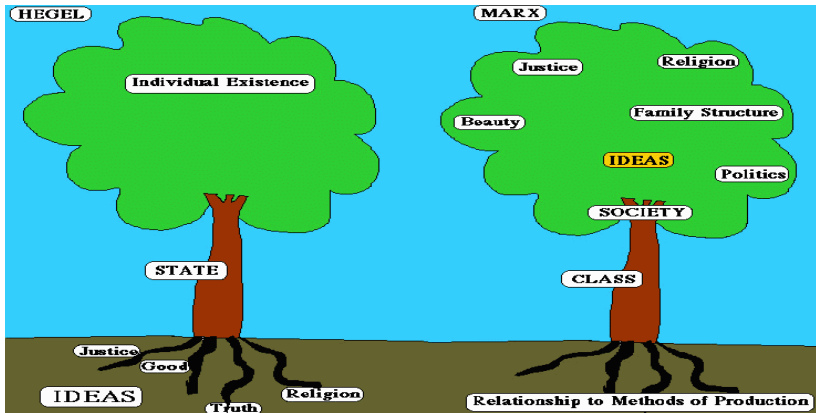 HEGEL
Individual Existence
STATE
Justice
Good
Truth
Religion
IDEAS
MARX
Justice
Religion
Beauty
Family Structure
IDEAS
Politics
SOCIETY
CLASS
Relationship to Methods of Production